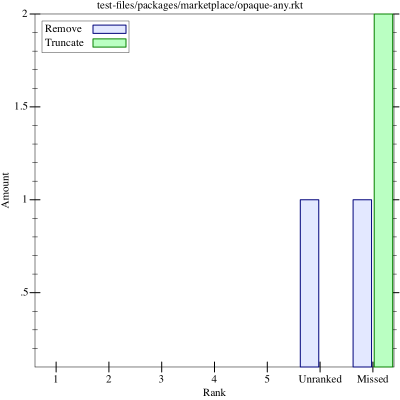 test-files/packages/marketplace/opaque-any.rkt
Remove
Truncate
2
1.5
1
.5
Amount
1 2 3 4 5 Unranked Missed
Rank